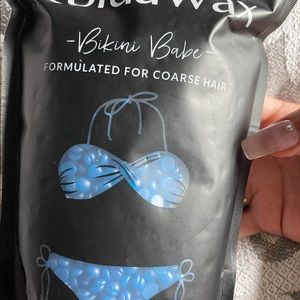 -Bikini Babe-
FORMULATED FOR COARSE HAIR